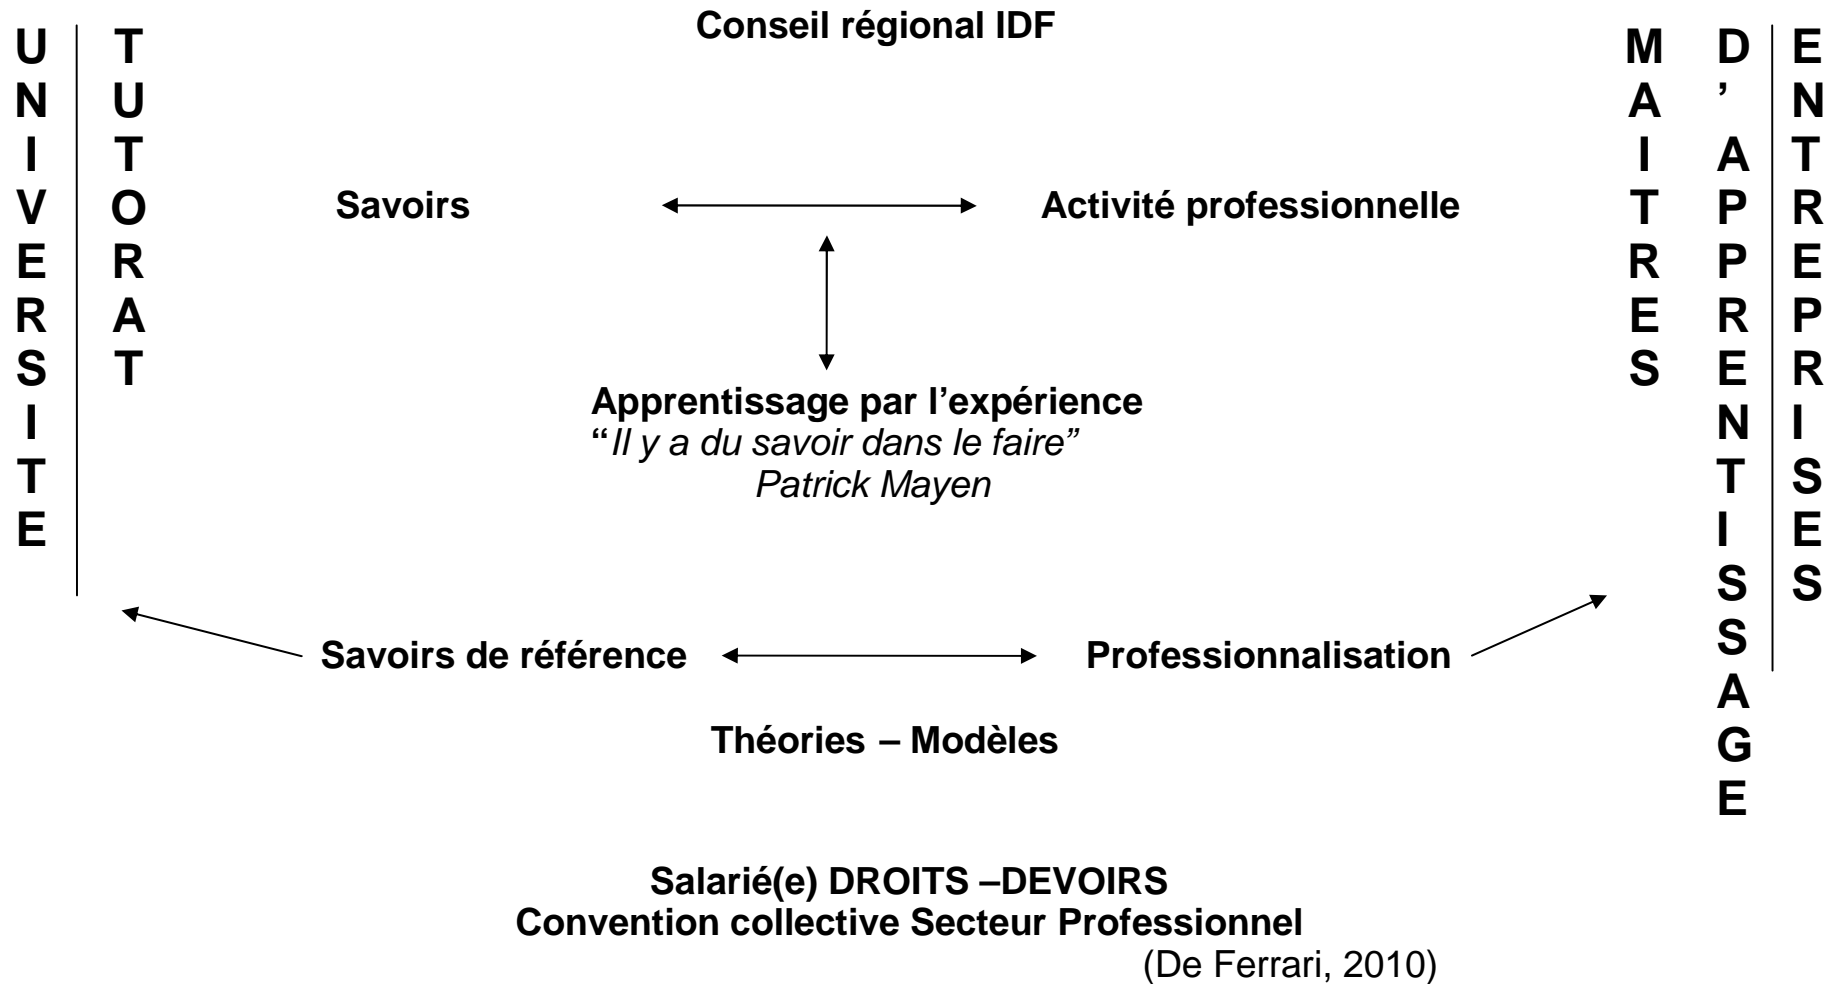 Conseil régional IDF
UNIVERSITE
TUTORAT
Savoirs
Activité professionnelle
Apprentissage par l’expérience
“Il y a du savoir dans le faire”
Patrick Mayen
Savoirs de référence
Professionnalisation
Théories – Modèles
MAITRES
D’APPRENTISSAGE
ENTREPRISES
Salarié(e) DROITS –DEVOIRS
Convention collective Secteur Professionnel
(De Ferrari, 2010)